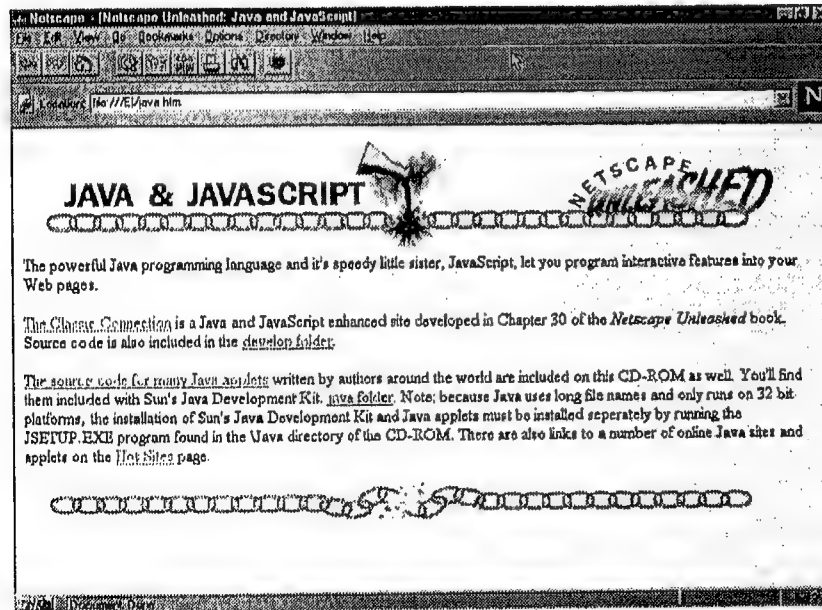 Netscape - [Netscape Unleashed: Java and JavaScript]
File Edit View Go Bookmarks Options Directory Window Help
Location: file:///E|/java.htm
N
JAVA & JAVASCRIPT
NETSCAPE
UNLEASHED
The powerful Java programming language and it's speedy little sister, JavaScript, let you program interactive features into your
Web pages.
The Classic Connection is a Java and JavaScript enhanced site developed in Chapter 30 of the Netscape Unleashed book.
Source code is also included in the develop folder.
The source code for many Java applets written by authors around the world are included on this CD-ROM as well. You'll find
them included with Sun's Java Development Kit. java folder. Note; because Java uses long file names and only runs on 32 bit
platforms, the installation of Sun's Java Development Kit and Java applets must be installed seperately by running the
JSETUP.EXE program found in the \Java directory of the CD-ROM. There are also links to a number of online Java sites and
applets on the Hot Sites page.
Document: Done